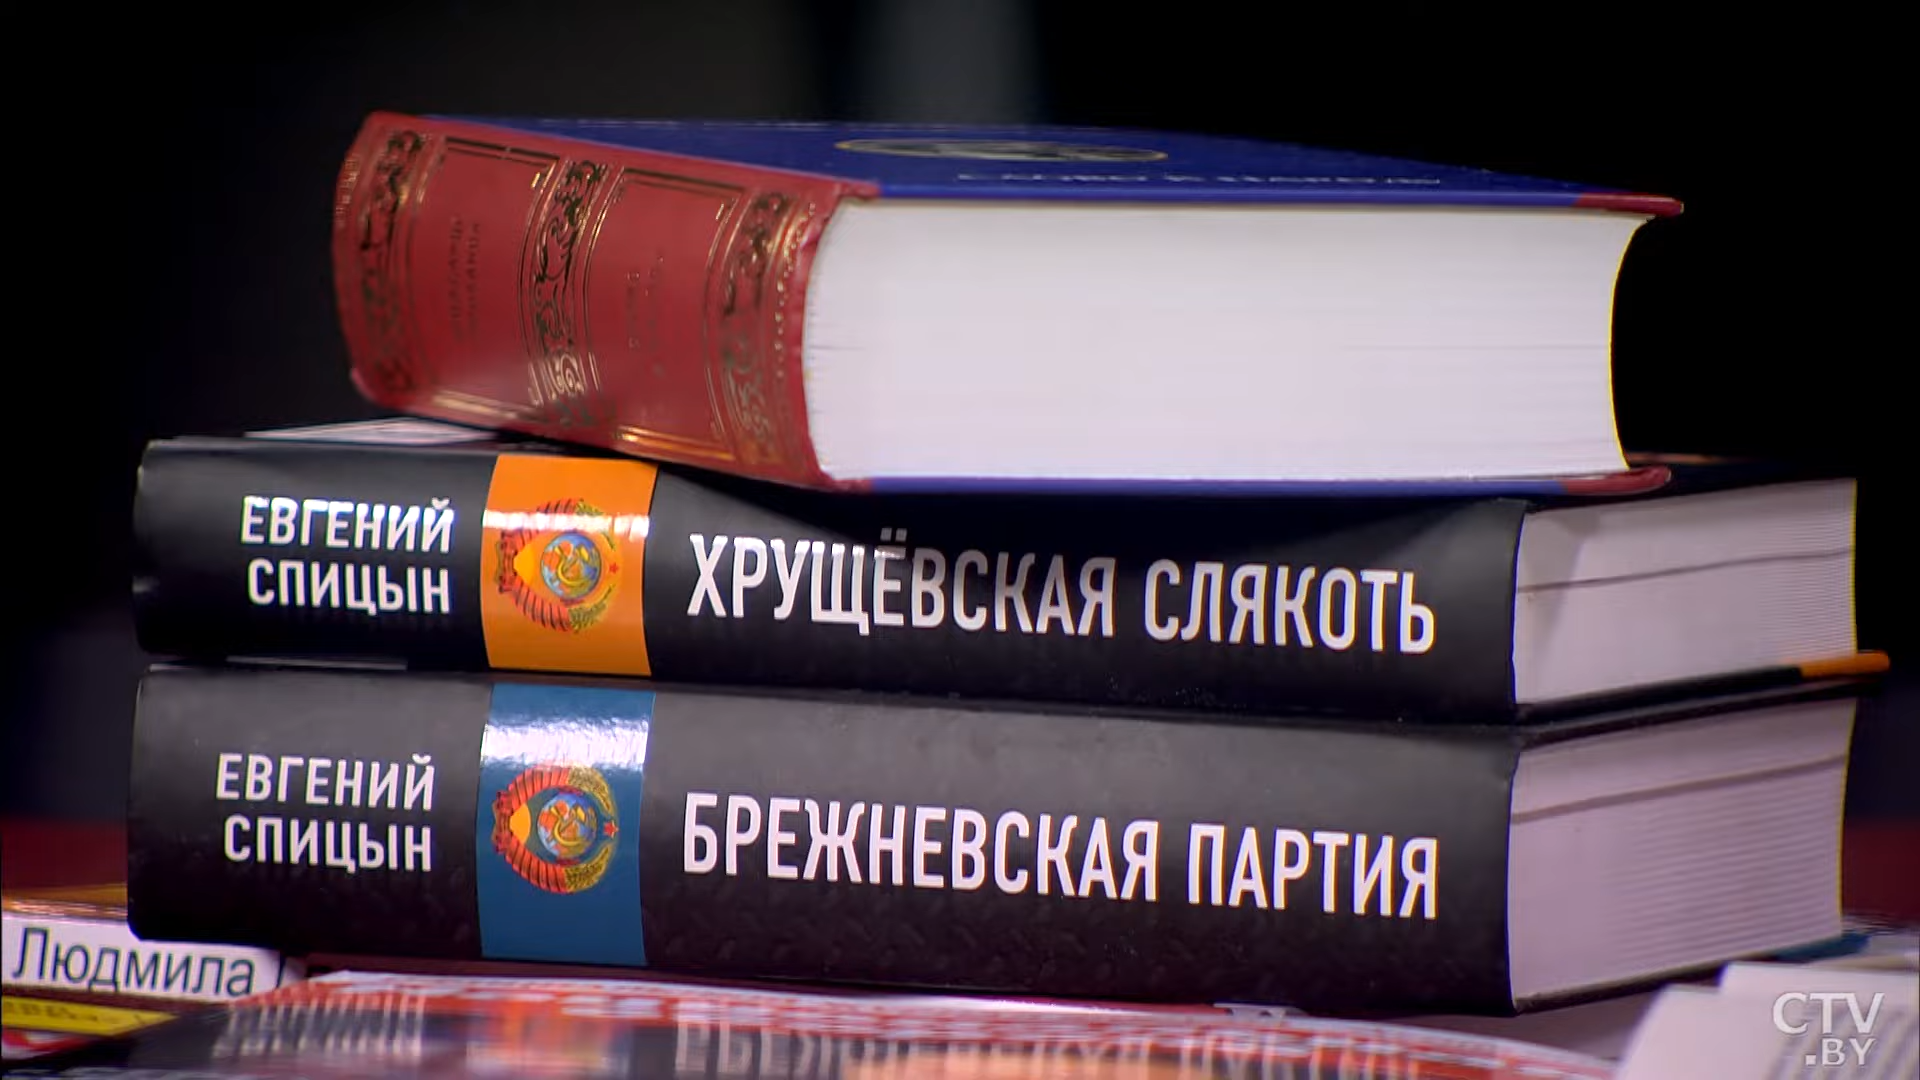 ЕВГЕНИЙ
СПИЦЫН
ХРУЩЁВСКАЯ СЛЯКОТЬ
ЕВГЕНИЙ
СПИЦЫН
БРЕЖНЕВСКАЯ ПАРТИЯ
Людмила
CTV
.BY